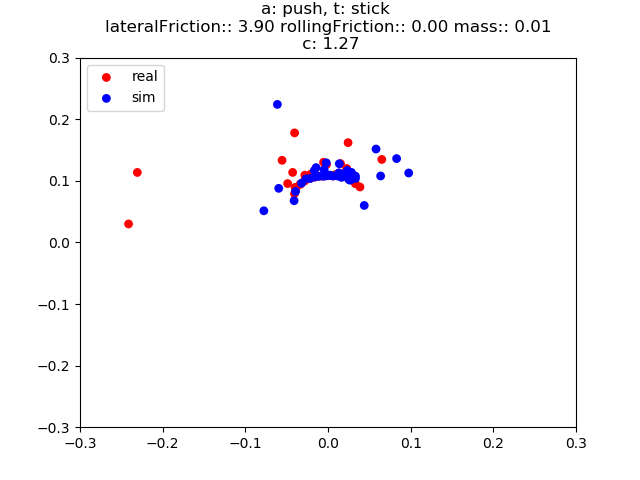 a: push, t: stick
lateralFriction:: 3.90 rollingFriction:: 0.00 mass:: 0.01
c: 1.27
real
sim
0.3
0.2
0.1
0.0
−0.1
−0.2
−0.3
−0.3
−0.2
−0.1
0.0
0.1
0.2
0.3